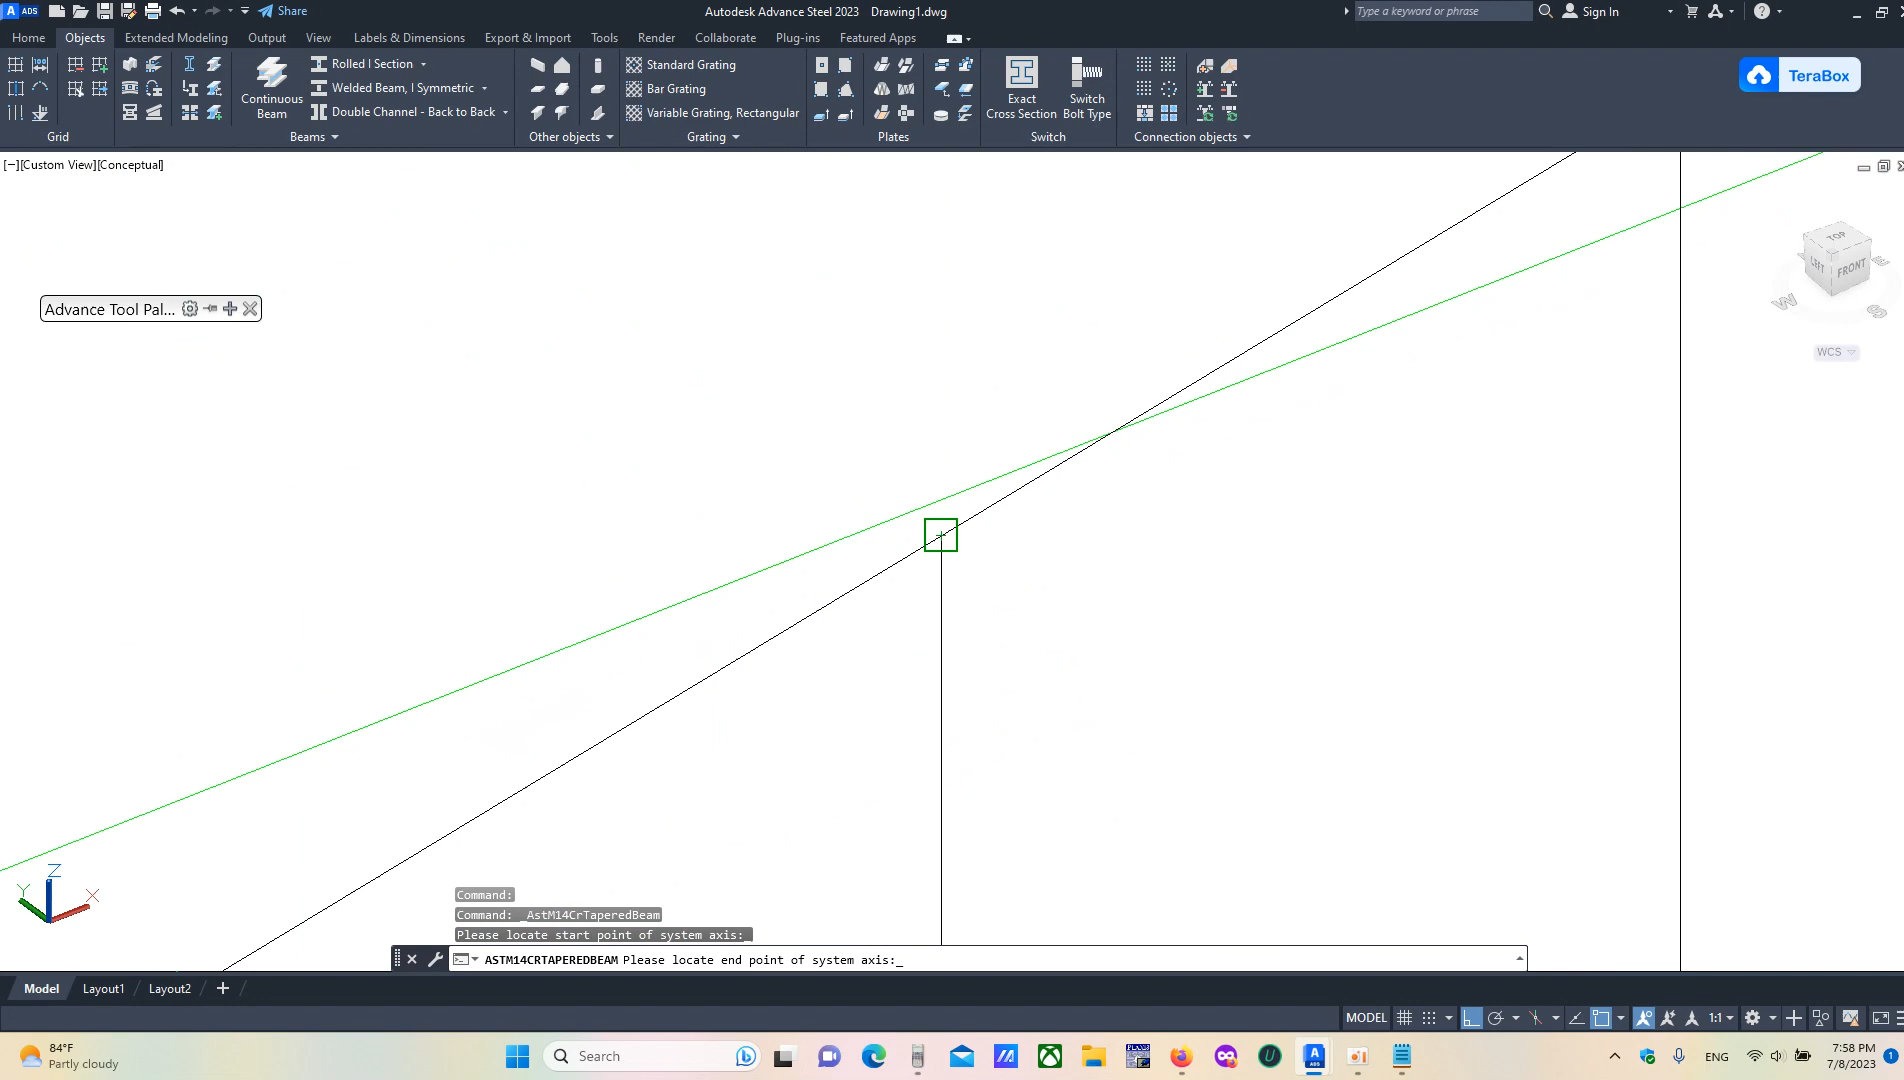 A ADS Share Autodesk Advance Steel 2023 Drawing1.dwg Type a keyword or phrase Sign In
Home Objects Extended Modeling Output View Labels & Dimensions Export & Import Tools Render Collaborate Plug-ins Featured Apps
Rolled I Section
Welded Beam, I Symmetric
Double Channel - Back to Back
Continuous
Beam
Standard Grating
Bar Grating
Variable Grating, Rectangular
Exact
Cross Section
Switch
Bolt Type
TeraBox
Grid Beams Other objects Grating Plates Switch Connection objects
[−][Custom View][Conceptual]
TOP
LEFT FRONT
W S E
WCS
Advance Tool Pal...
Z
Y X
Command:
Command: _AstM14CrTaperedBeam
Please locate start point of system axis:
ASTM14CRTAPEREDBEAM Please locate end point of system axis:_
Model Layout1 Layout2 +
MODEL 1:1
84°F
Partly cloudy
Search
ENG
7:58 PM
7/8/2023
1